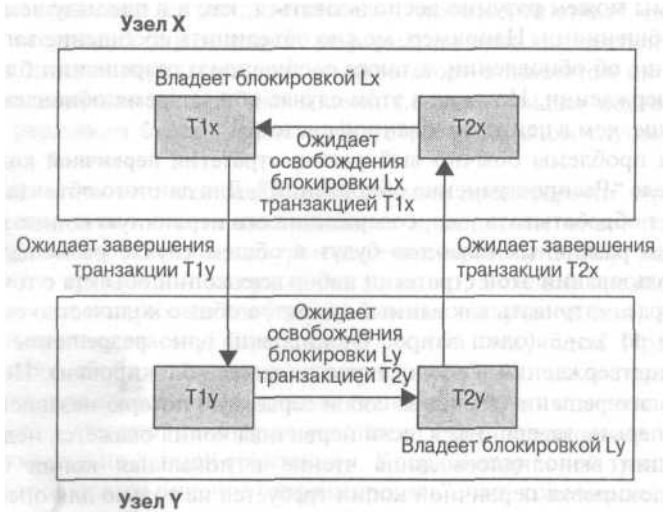 Узел X
Владеет блокировкой Lx
T1x
T2x
Ожидает
освобождения
блокировки Lx
транзакцией T1x
Ожидает завершения
транзакции T1y
Ожидает завершения
транзакции T2x
Ожидает
освобождения
блокировки Ly
транзакцией T2y
T1y
T2y
Владеет блокировкой Ly
Узел Y